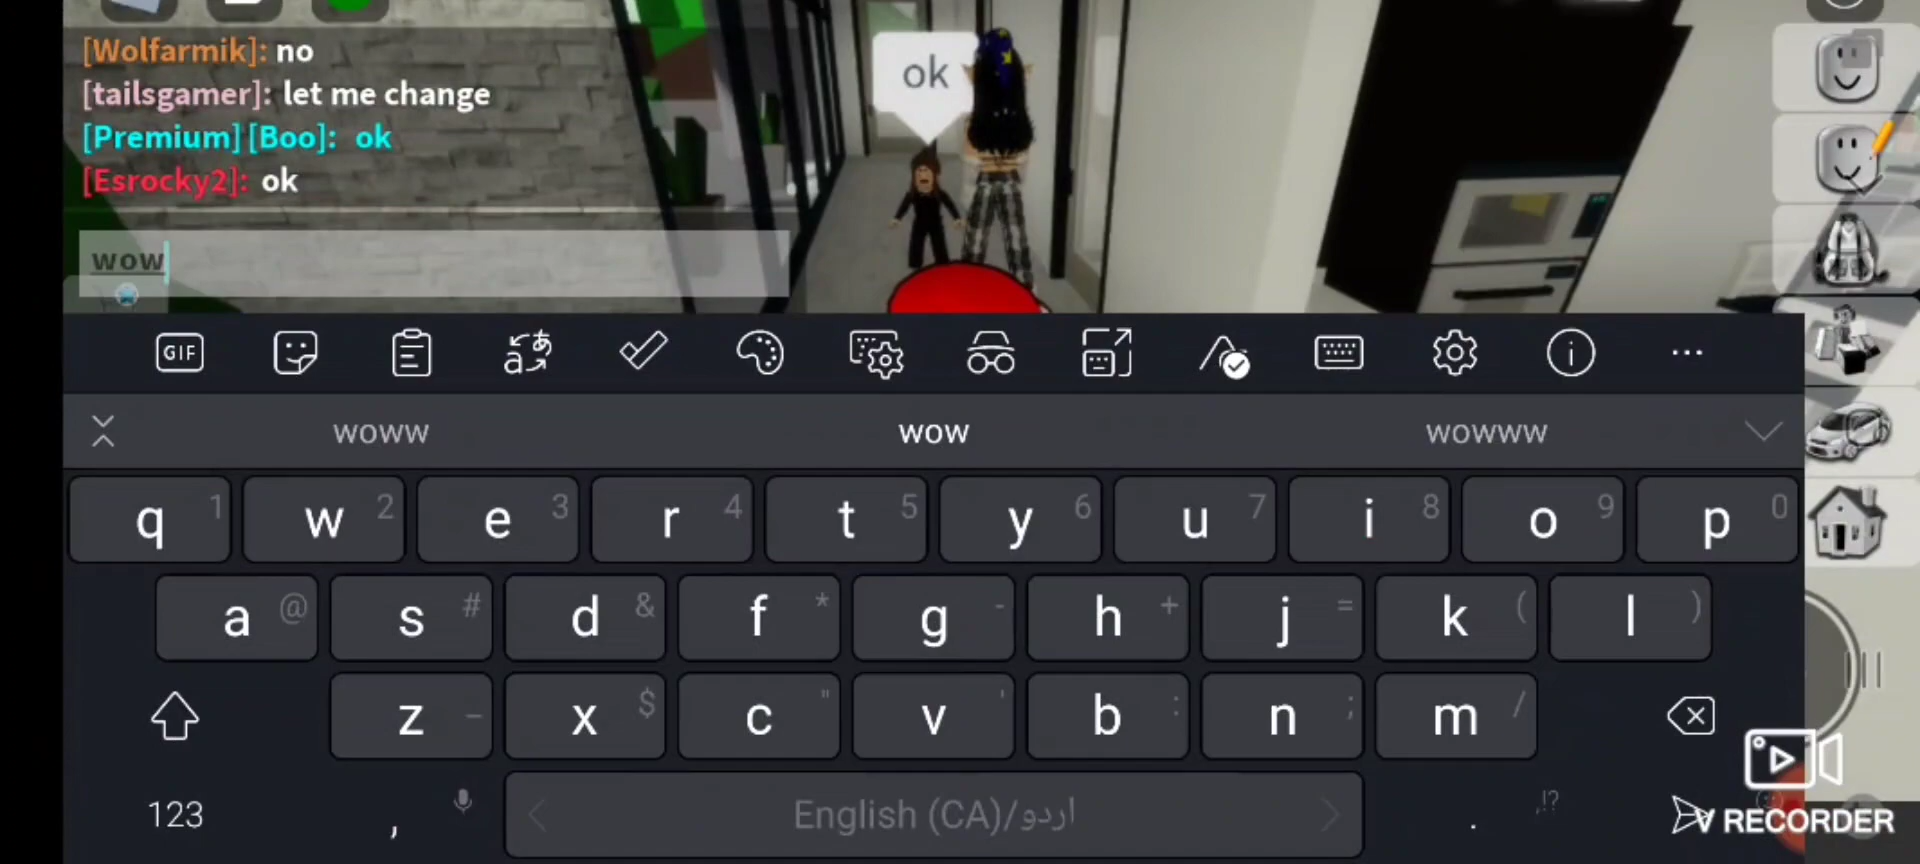 [Wolfarmik]: no
[tailsgamer]: let me change
[Premium][Boo]: ok
[Esrocky2]: ok
ok
wow
GIF
woww wow wowww
q 1 w 2 e 3 r 4 t 5 y 6 u 7 i 8 o 9 p 0
a @ s # d & f * g - h + j = k ( l )
z _ x $ c " v ' b : n ; m /
123 , English (CA)/اردو . ,!?
V RECORDER